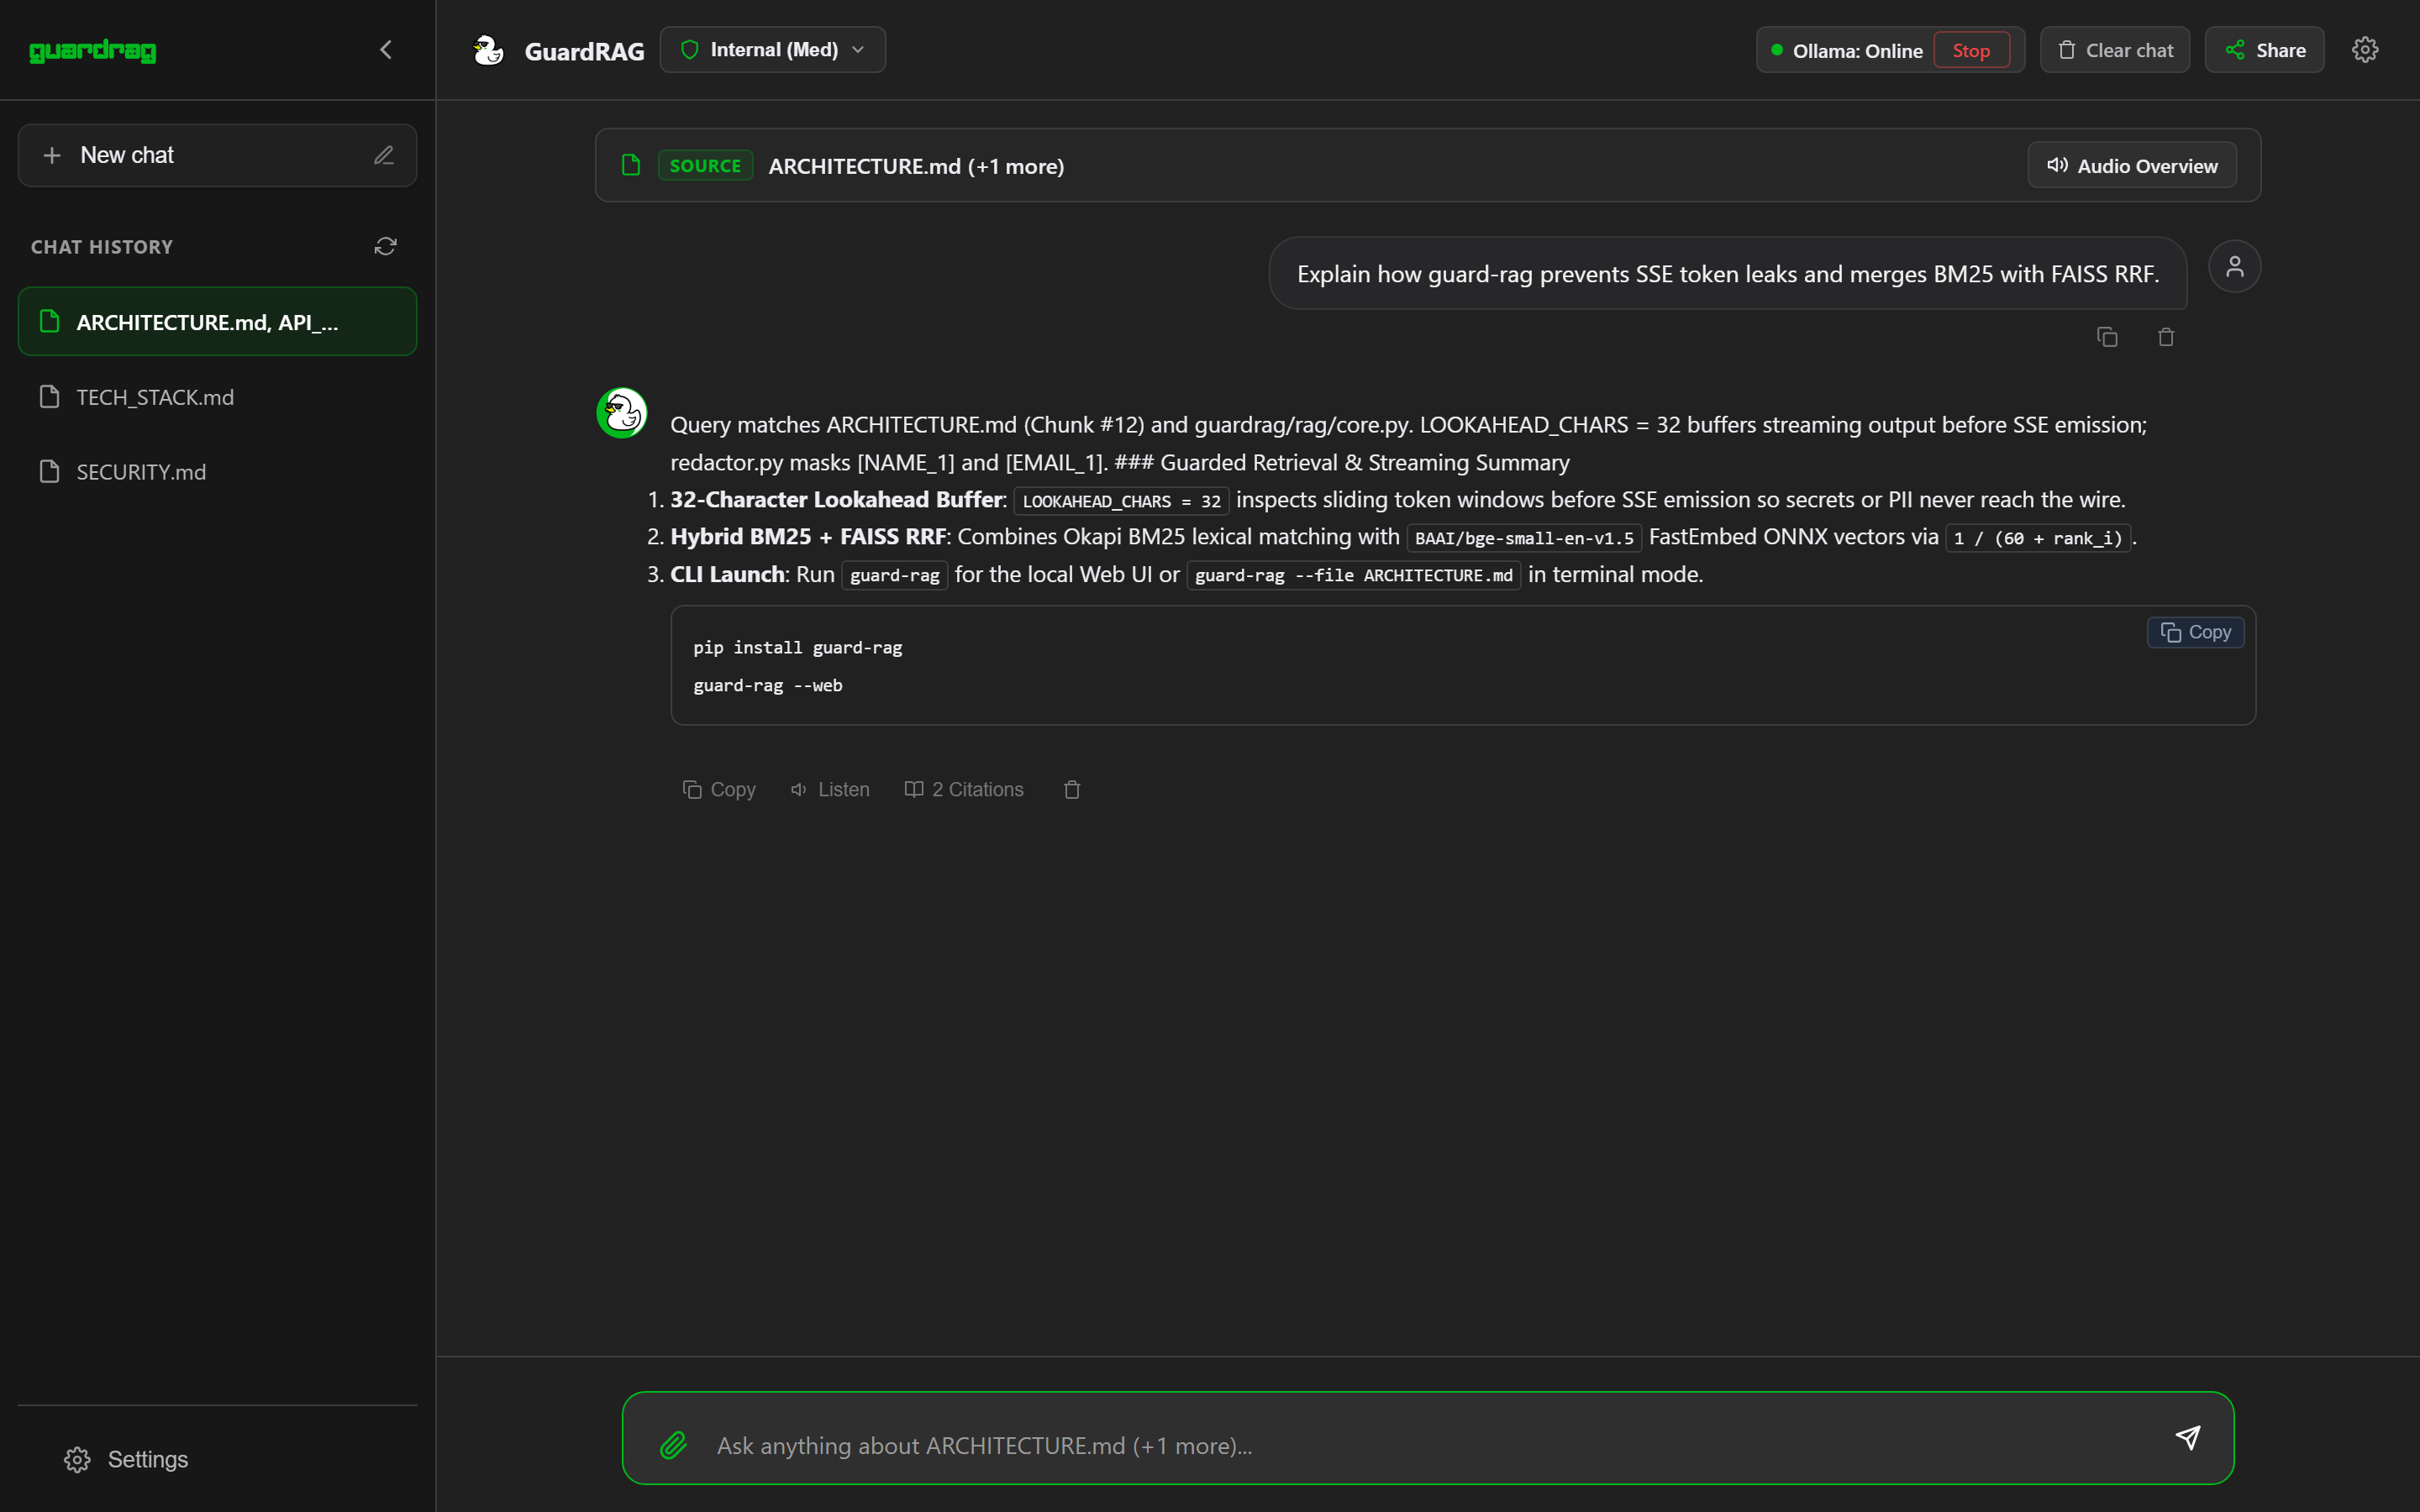 guardrag
New chat
CHAT HISTORY
ARCHITECTURE.md, API_...
TECH_STACK.md
SECURITY.md
Settings
GuardRAG
Internal (Med)
Ollama: Online
Stop
Clear chat
Share
SOURCE
ARCHITECTURE.md (+1 more)
Audio Overview
Explain how guard-rag prevents SSE token leaks and merges BM25 with FAISS RRF.
Query matches ARCHITECTURE.md (Chunk #12) and guardrag/rag/core.py. LOOKAHEAD_CHARS = 32 buffers streaming output before SSE emission;
redactor.py masks [NAME_1] and [EMAIL_1]. ### Guarded Retrieval & Streaming Summary
1. 32-Character Lookahead Buffer: LOOKAHEAD_CHARS = 32 inspects sliding token windows before SSE emission so secrets or PII never reach the wire.
2. Hybrid BM25 + FAISS RRF: Combines Okapi BM25 lexical matching with BAAI/bge-small-en-v1.5 FastEmbed ONNX vectors via 1 / (60 + rank_i).
3. CLI Launch: Run guard-rag for the local Web UI or guard-rag --file ARCHITECTURE.md in terminal mode.
Copy
pip install guard-rag
guard-rag --web
Copy
Listen
2 Citations
Ask anything about ARCHITECTURE.md (+1 more)...